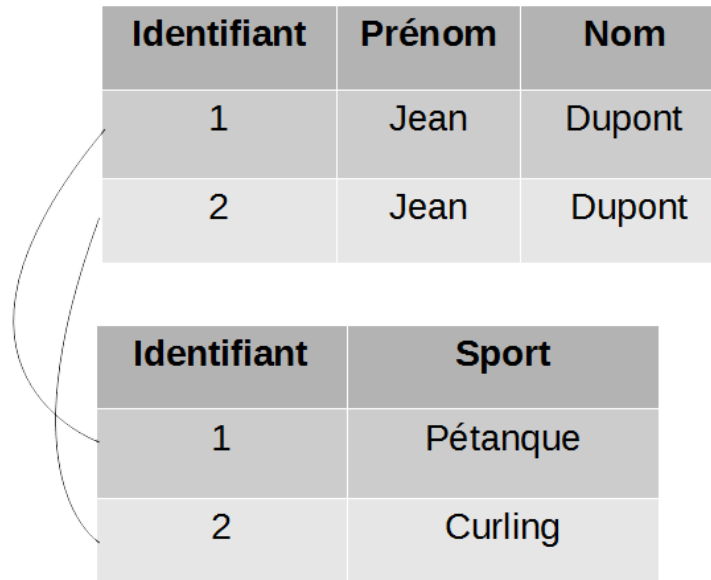 Identifiant Prénom Nom
1 Jean Dupont
2 Jean Dupont
Identifiant Sport
1 Pétanque
2 Curling